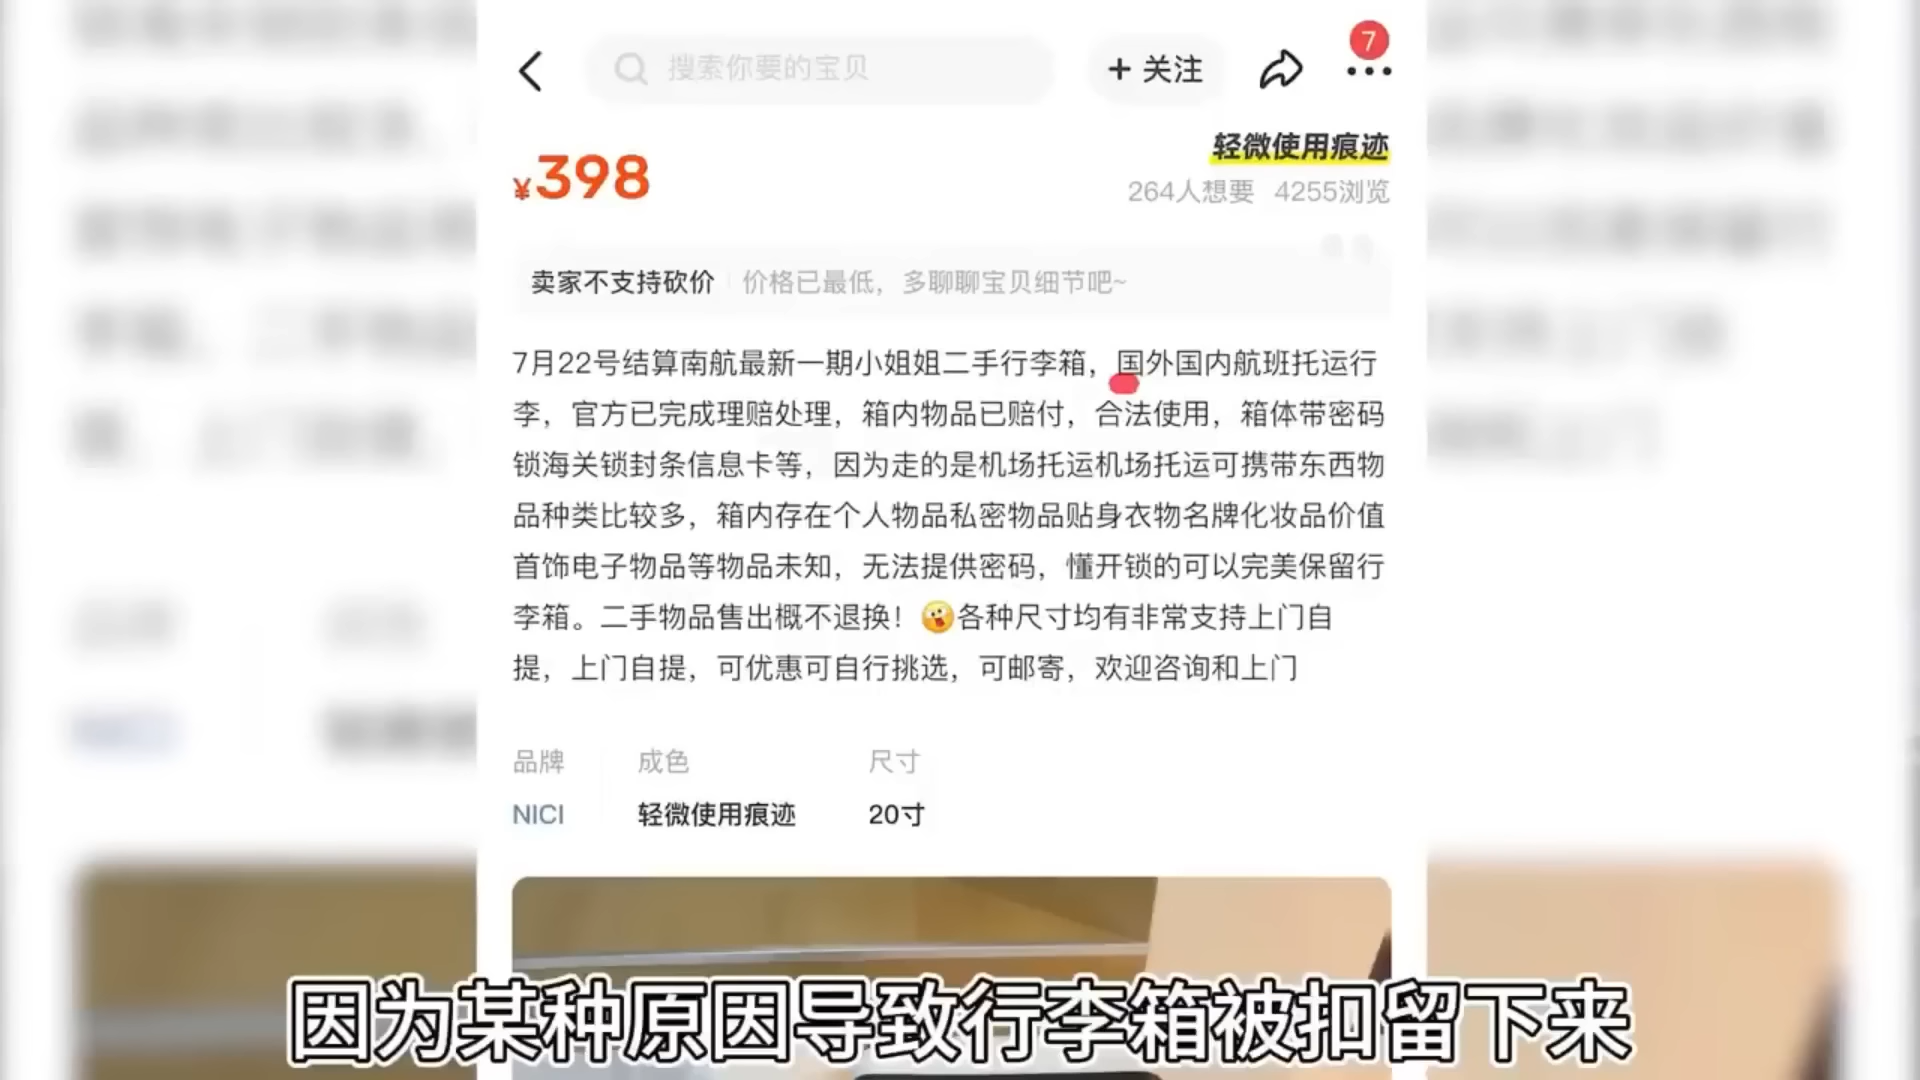 搜索你要的宝贝
+ 关注
7
¥398
轻微使用痕迹
264人想要 4255浏览
卖家不支持砍价 价格已最低，多聊聊宝贝细节吧~
7月22号结算南航最新一期小姐姐二手行李箱，国外国内航班托运行
李，官方已完成理赔处理，箱内物品已赔付，合法使用，箱体带密码
锁海关锁封条信息卡等，因为走的是机场托运机场托运可携带东西物
品种类比较多，箱内存在个人物品私密物品贴身衣物名牌化妆品价值
首饰电子物品等物品未知，无法提供密码，懂开锁的可以完美保留行
李箱。二手物品售出概不退换！😜各种尺寸均有非常支持上门自
提，上门自提，可优惠可自行挑选，可邮寄，欢迎咨询和上门
品牌 成色 尺寸
NICI 轻微使用痕迹 20寸
因为某种原因导致行李箱被扣留下来